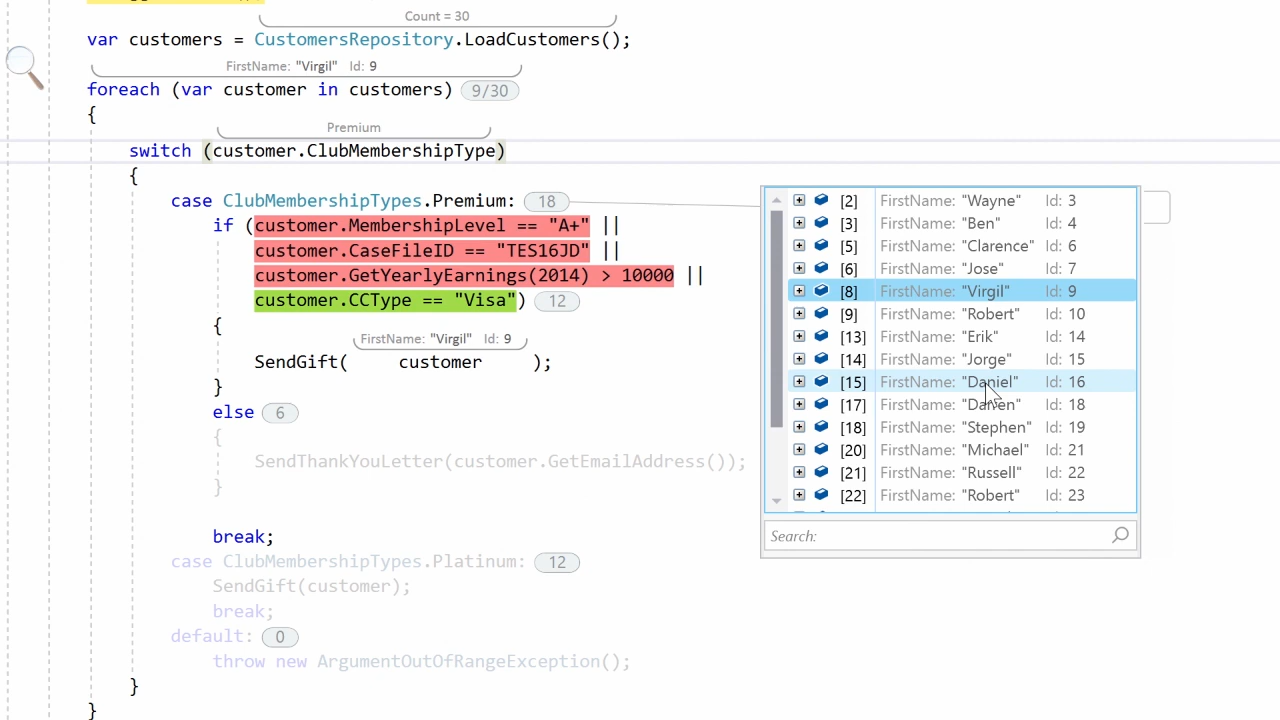 Count = 30
var customers = CustomersRepository.LoadCustomers();
FirstName: "Virgil" Id: 9
foreach (var customer in customers) 9/30
{
Premium
switch (customer.ClubMembershipType)
{
case ClubMembershipTypes.Premium: 18
if (customer.MembershipLevel == "A+" ||
customer.CaseFileID == "TES16JD" ||
customer.GetYearlyEarnings(2014) > 10000 ||
customer.CCType == "Visa") 12
{
FirstName: "Virgil" Id: 9
SendGift( customer );
}
else 6
{
SendThankYouLetter(customer.GetEmailAddress());
}
break;
case ClubMembershipTypes.Platinum: 12
SendGift(customer);
break;
default: 0
throw new ArgumentOutOfRangeException();
}
}
[2] FirstName: "Wayne" Id: 3
[3] FirstName: "Ben" Id: 4
[5] FirstName: "Clarence" Id: 6
[6] FirstName: "Jose" Id: 7
[8] FirstName: "Virgil" Id: 9
[9] FirstName: "Robert" Id: 10
[13] FirstName: "Erik" Id: 14
[14] FirstName: "Jorge" Id: 15
[15] FirstName: "Daniel" Id: 16
[17] FirstName: Id: 18
[18] FirstName: "Stephen" Id: 19
[20] FirstName: "Michael" Id: 21
[21] FirstName: "Russell" Id: 22
[22] FirstName: "Robert" Id: 23
Search: